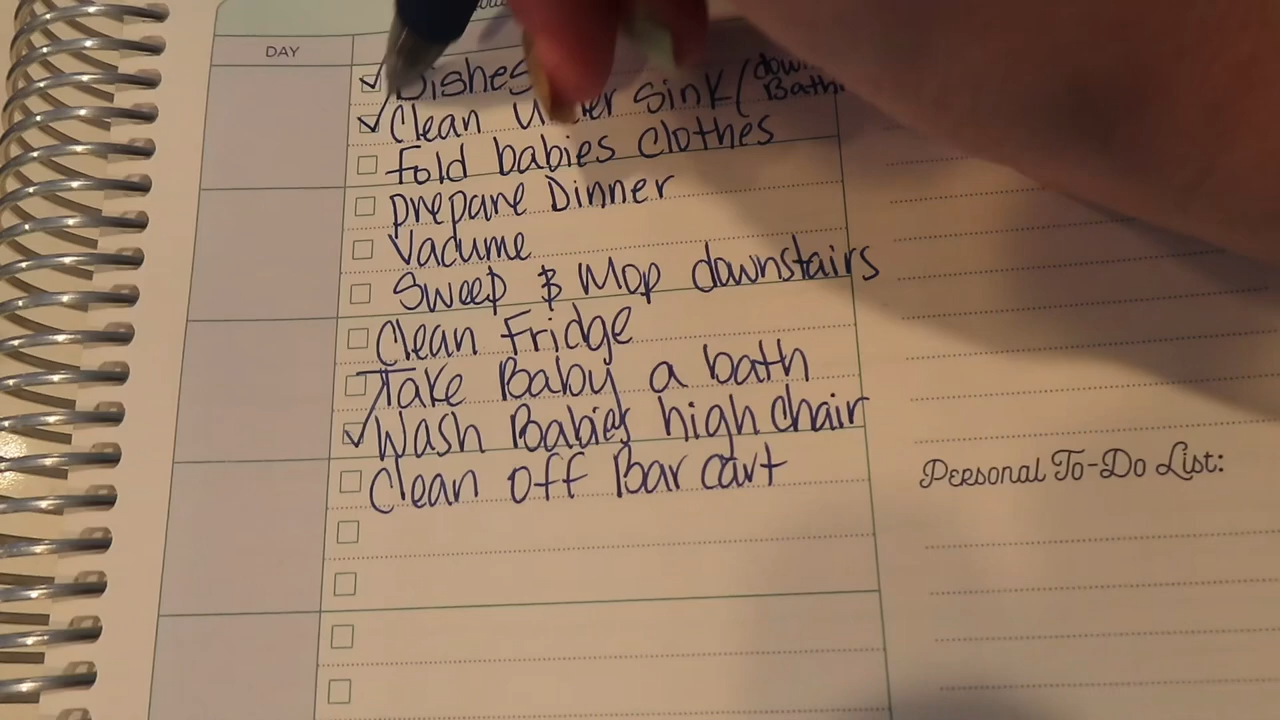 DAY
Dishes
Clean Under Sink (down
Bath.
fold babies Clothes
prepare Dinner
Vacume
Sweep & Mop downstairs
Clean Fridge
Take Baby a bath
Wash Babies high chair
Clean off Bar cart
Personal To-Do List: